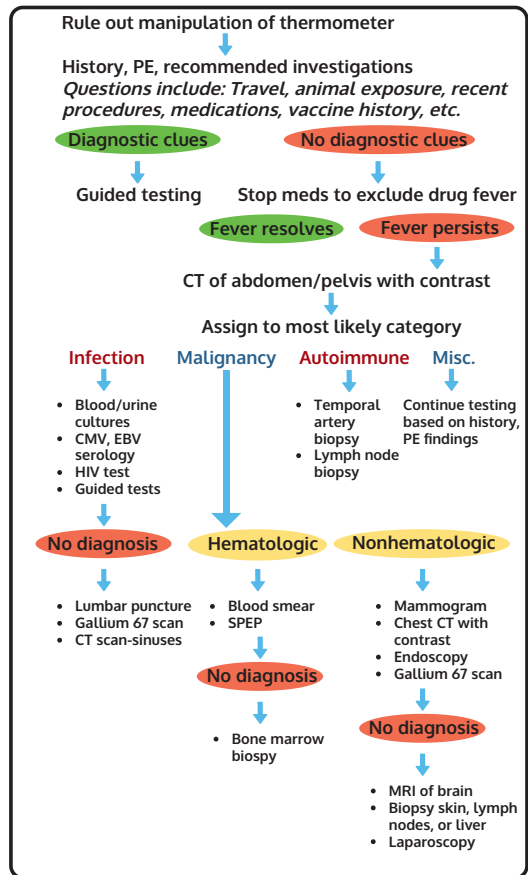 Rule out manipulation of thermometer
History, PE, recommended investigations
Questions include: Travel, animal exposure, recent
procedures, medications, vaccine history, etc.
Diagnostic clues
No diagnostic clues
Guided testing
Stop meds to exclude drug fever
Fever resolves
Fever persists
CT of abdomen/pelvis with contrast
Assign to most likely category
Infection
Malignancy
Autoimmune
Misc.
• Blood/urine
cultures
• CMV, EBV
serology
• HIV test
• Guided tests
• Temporal
artery
biopsy
• Lymph node
biopsy
Continue testing
based on history,
PE findings
No diagnosis
Hematologic
Nonhematologic
• Lumbar puncture
• Gallium 67 scan
• CT scan-sinuses
• Blood smear
• SPEP
• Mammogram
• Chest CT with
contrast
• Endoscopy
• Gallium 67 scan
No diagnosis
No diagnosis
• Bone marrow
biospy
• MRI of brain
• Biopsy skin, lymph
nodes, or liver
• Laparoscopy